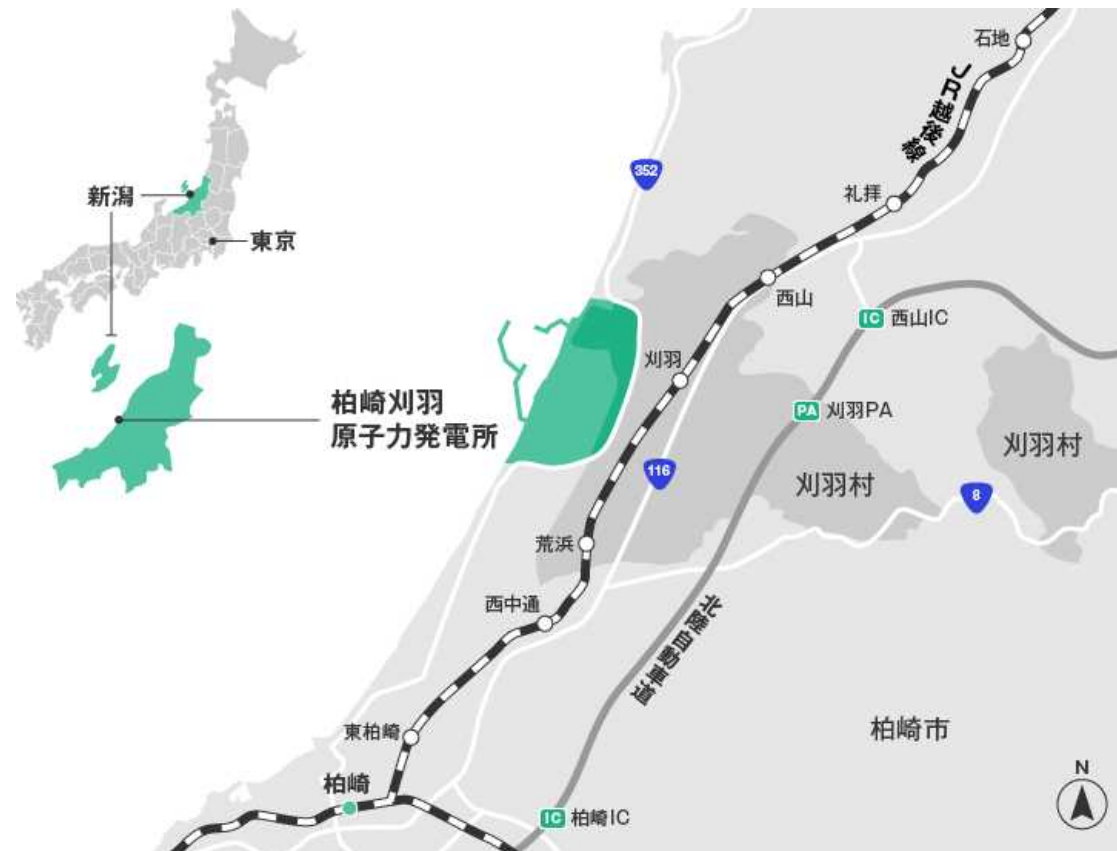 新潟
東京
柏崎刈羽
原子力発電所
石地
JR越後線
352
礼拝
西山
IC 西山IC
刈羽
PA 刈羽PA
刈羽村
刈羽村
116
8
荒浜
西中通
北陸自動車道
東柏崎
柏崎市
柏崎
IC 柏崎IC
N